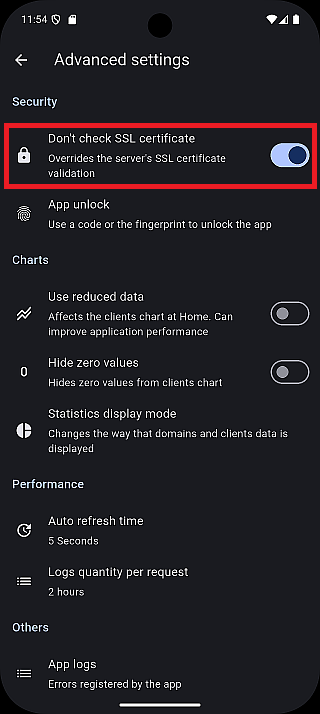 11:54
Advanced settings
Security
Don't check SSL certificate
Overrides the server's SSL certificate
validation
App unlock
Use a code or the fingerprint to unlock the app
Charts
Use reduced data
Affects the clients chart at Home. Can
improve application performance
0
Hide zero values
Hides zero values from clients chart
Statistics display mode
Changes the way that domains and clients data is
displayed
Performance
Auto refresh time
5 Seconds
Logs quantity per request
2 hours
Others
App logs
Errors registered by the app